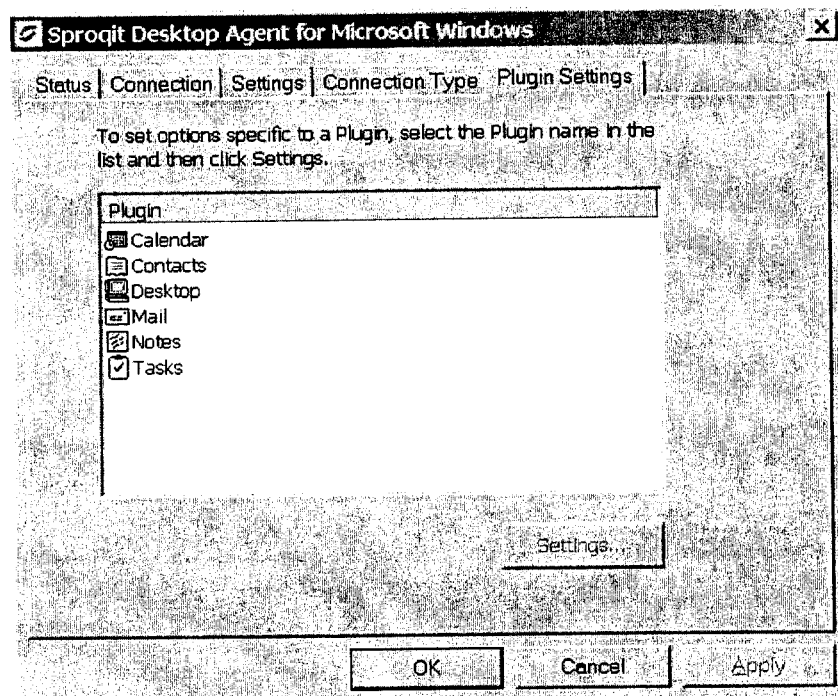 Sproqit Desktop Agent for Microsoft Windows
Status Connection Settings Connection Type Plugin Settings
To set options specific to a Plugin, select the Plugin name in the
list and then click Settings.
Plugin
Calendar
Contacts
Desktop
Mail
Notes
Tasks
Settings...
OK Cancel Apply